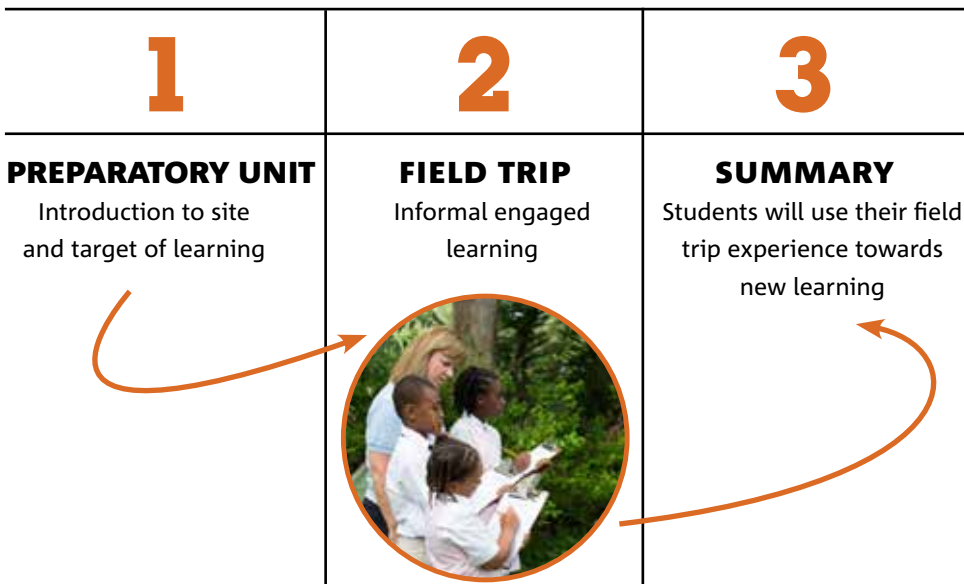 1
2
3
PREPARATORY UNIT
Introduction to site
and target of learning
FIELD TRIP
Informal engaged
learning
SUMMARY
Students will use their field
trip experience towards
new learning